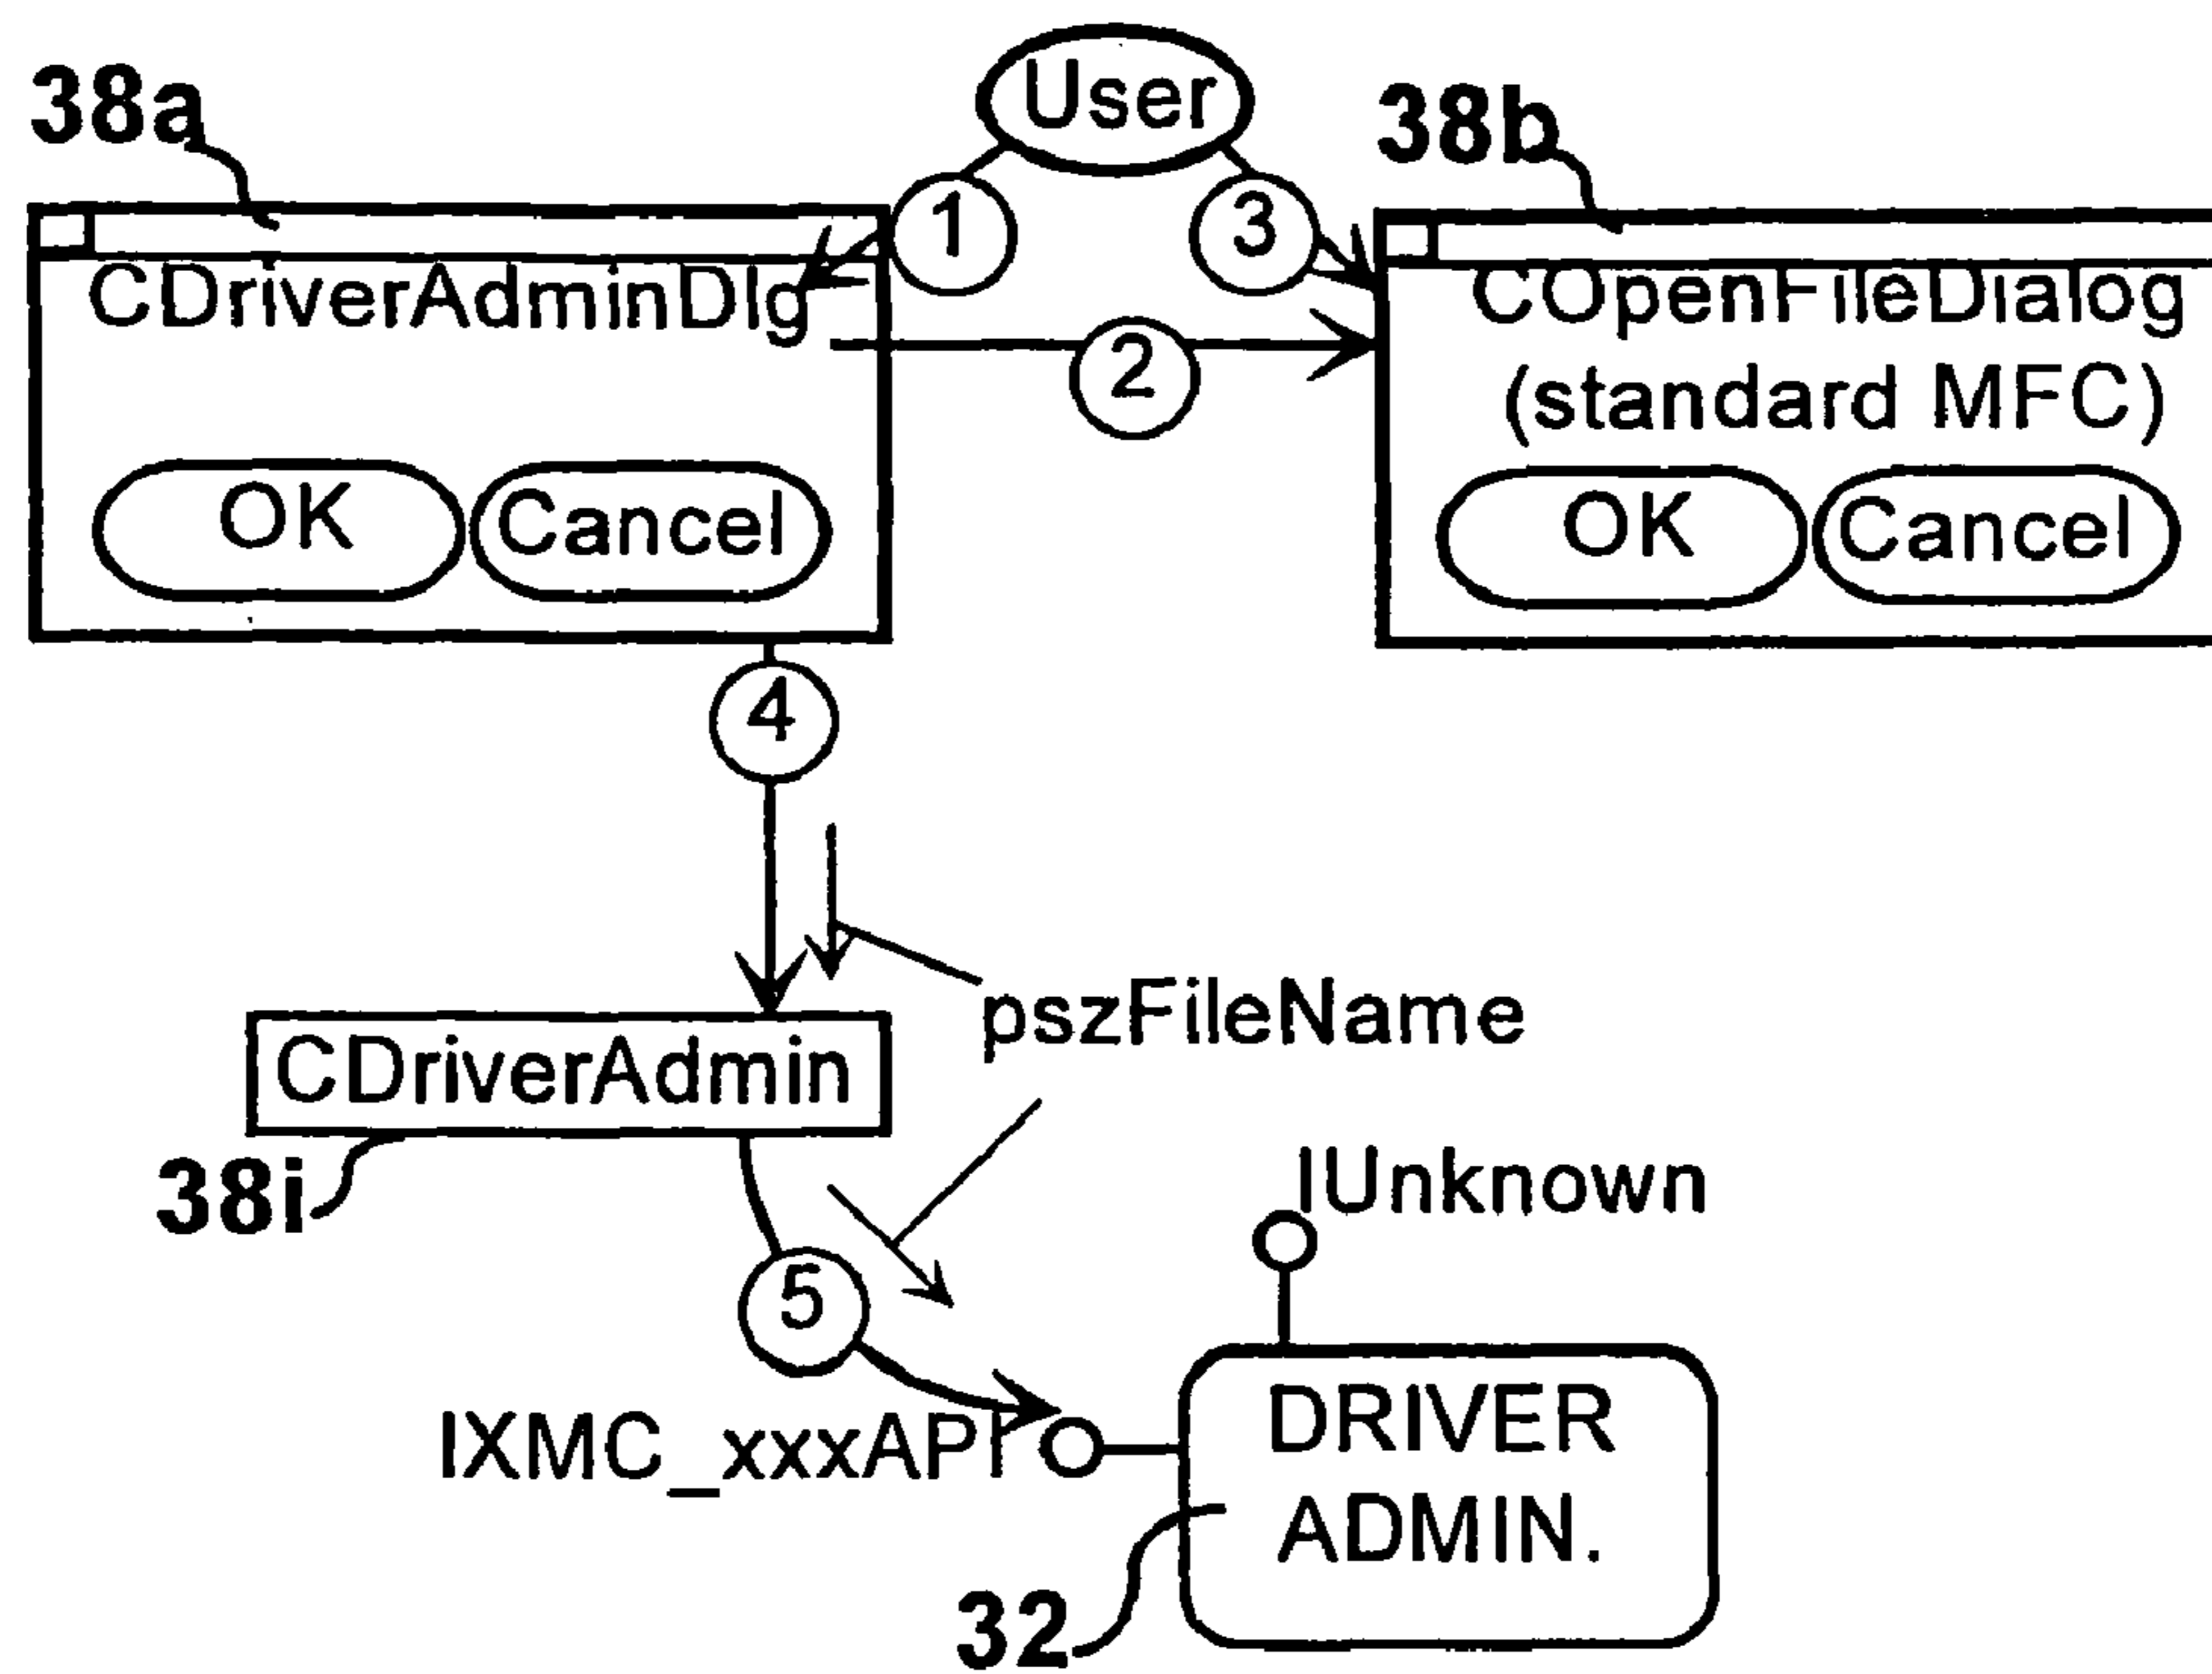 User
38a
38b
1
3
CDriverAdminDlg
COpenFileDialog
2
(standard MFC)
OK
Cancel
OK
Cancel
4
pszFileName
CDriverAdmin
38i
IUnknown
5
IXMC_xxxAPI
DRIVER
ADMIN.
32